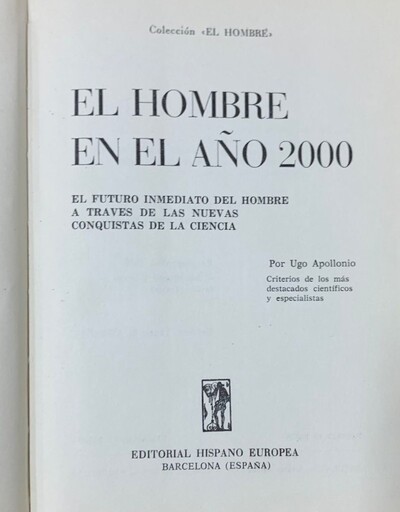 Colección «EL HOMBRE»
EL HOMBRE
EN EL AÑO 2000
EL FUTURO INMEDIATO DEL HOMBRE
A TRAVES DE LAS NUEVAS
CONQUISTAS DE LA CIENCIA
Por Ugo Apollonio
Criterios de los más
destacados científicos
y especialistas
EDITORIAL HISPANO EUROPEA
BARCELONA (ESPAÑA)